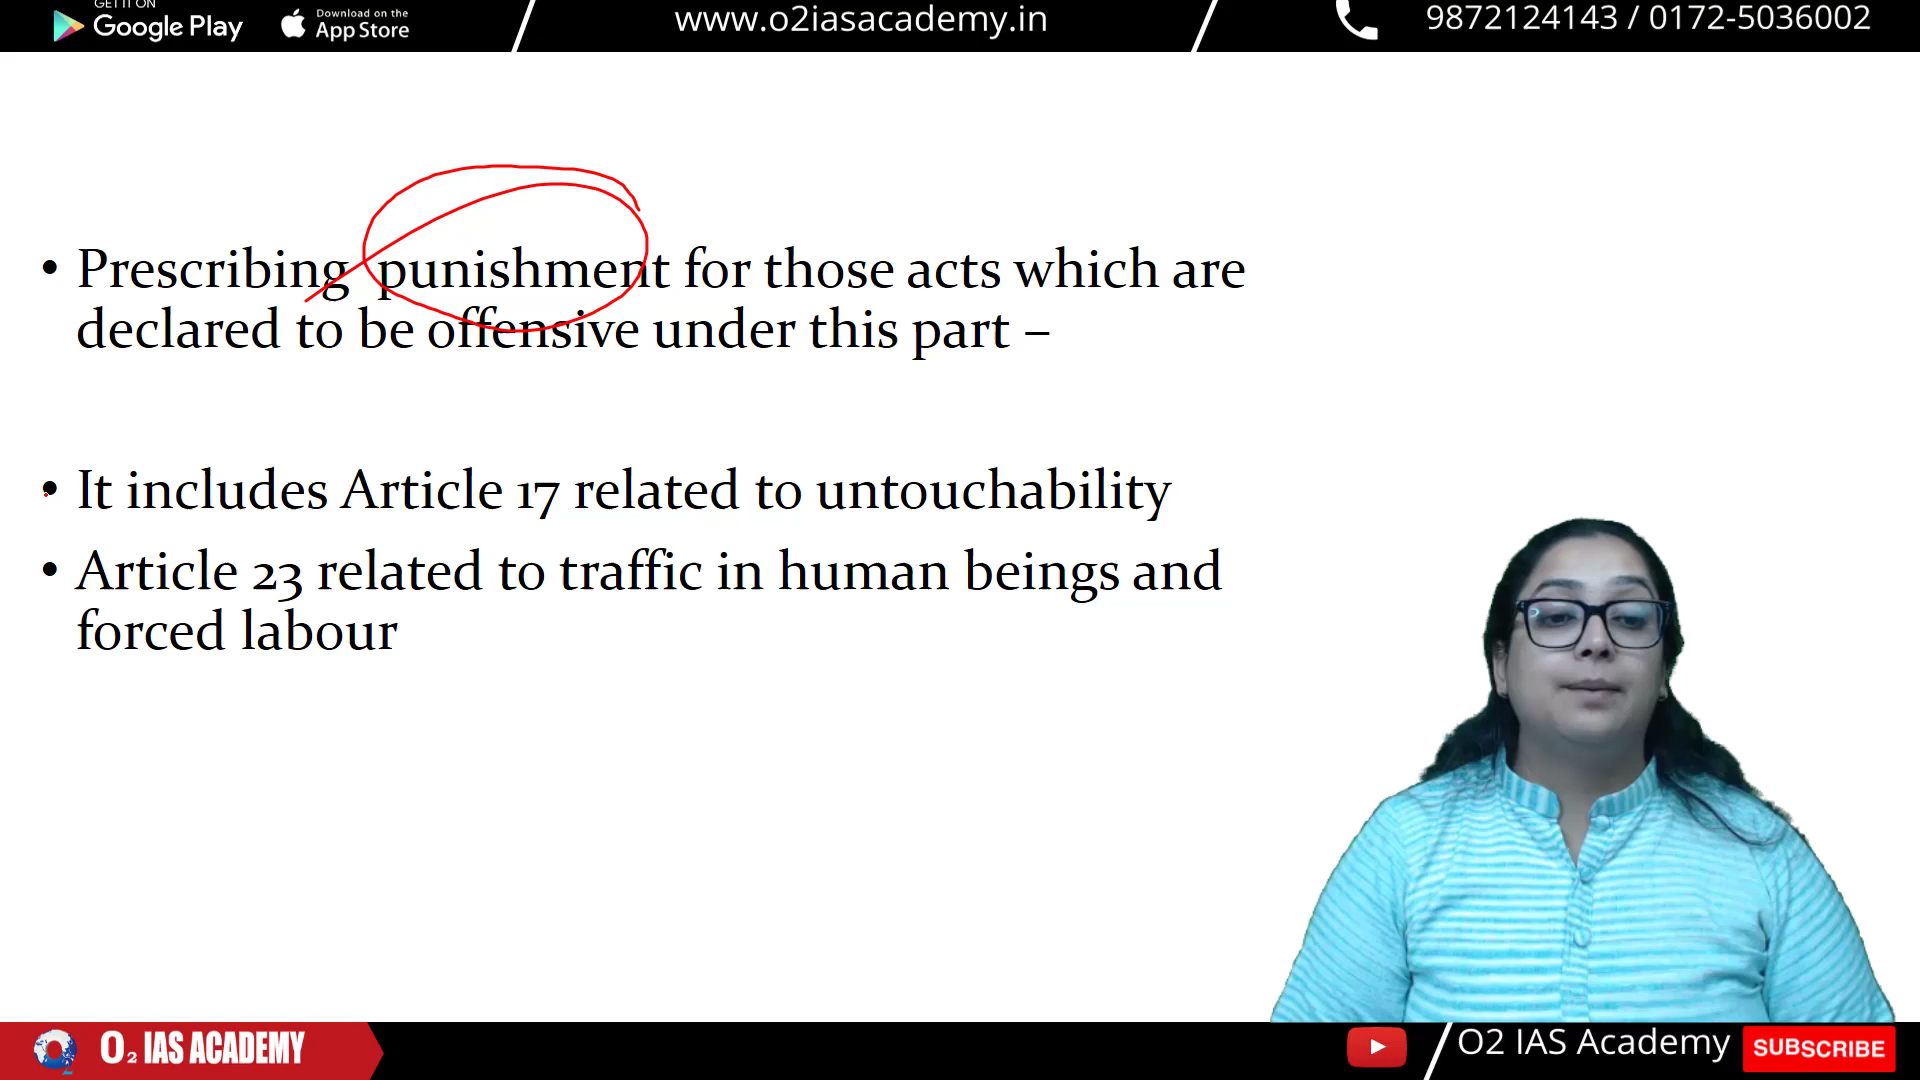 GET IT ON
Google Play
Download on the
App Store
www.o2iasacademy.in
9872124143 / 0172-5036002
• Prescribing punishment for those acts which are
declared to be offensive under this part –
• It includes Article 17 related to untouchability
• Article 23 related to traffic in human beings and
forced labour
O2 IAS ACADEMY
O2 IAS Academy
SUBSCRIBE